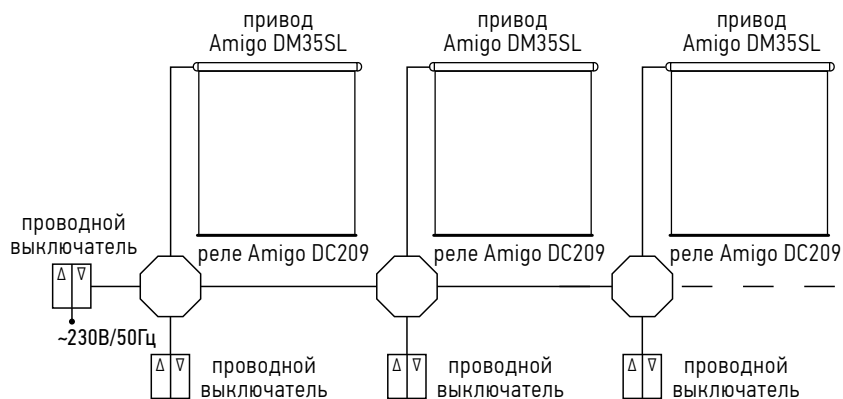 привод
Amigo DM35SL
привод
Amigo DM35SL
привод
Amigo DM35SL
проводной
выключатель
реле Amigo DC209
реле Amigo DC209
реле Amigo DC209
~230В/50Гц
проводной
выключатель
проводной
выключатель
проводной
выключатель